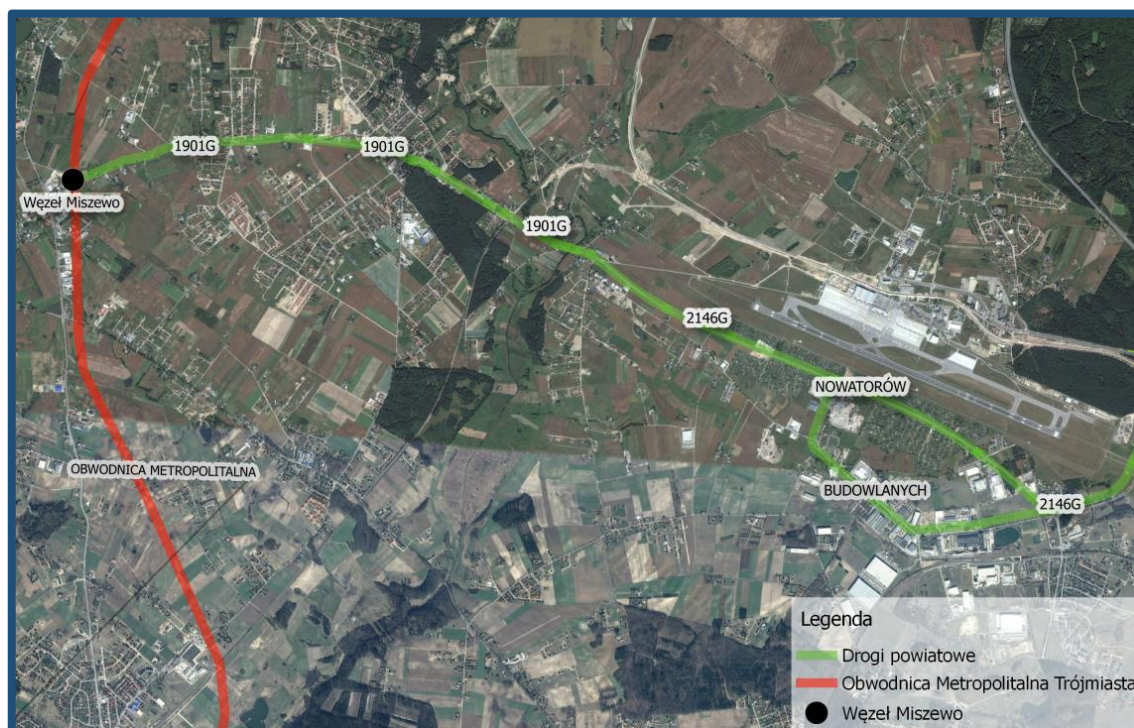 1901G
1901G
Węzeł Miszewo
1901G
2146G
NOWATORÓW
OBWODNICA METROPOLITALNA
BUDOWLANYCH
2146G
Legenda
Drogi powiatowe
Obwodnica Metropolitalna Trójmiasta
Węzeł Miszewo